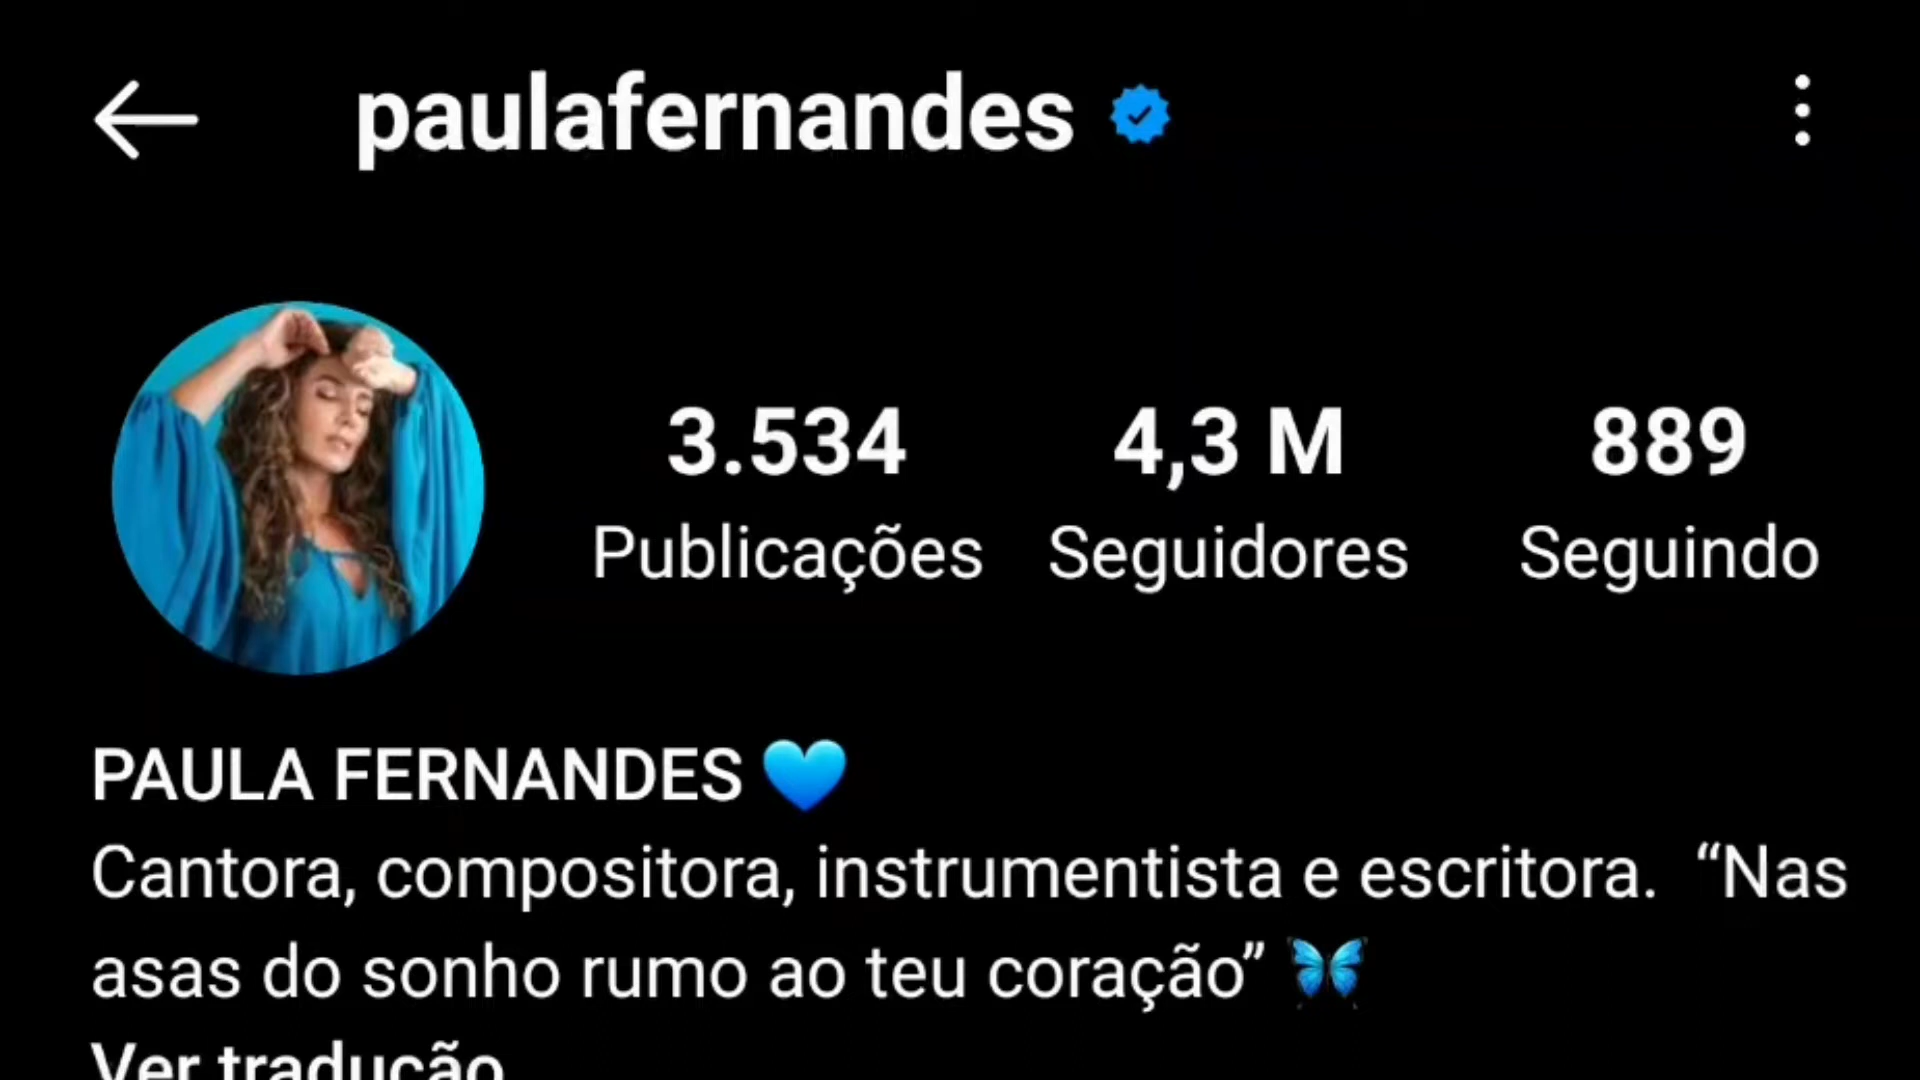 paulafernandes
3.534 4,3 M 889
Publicações Seguidores Seguindo
PAULA FERNANDES 💙
Cantora, compositora, instrumentista e escritora. “Nas
asas do sonho rumo ao teu coração” 🦋
Ver tradução